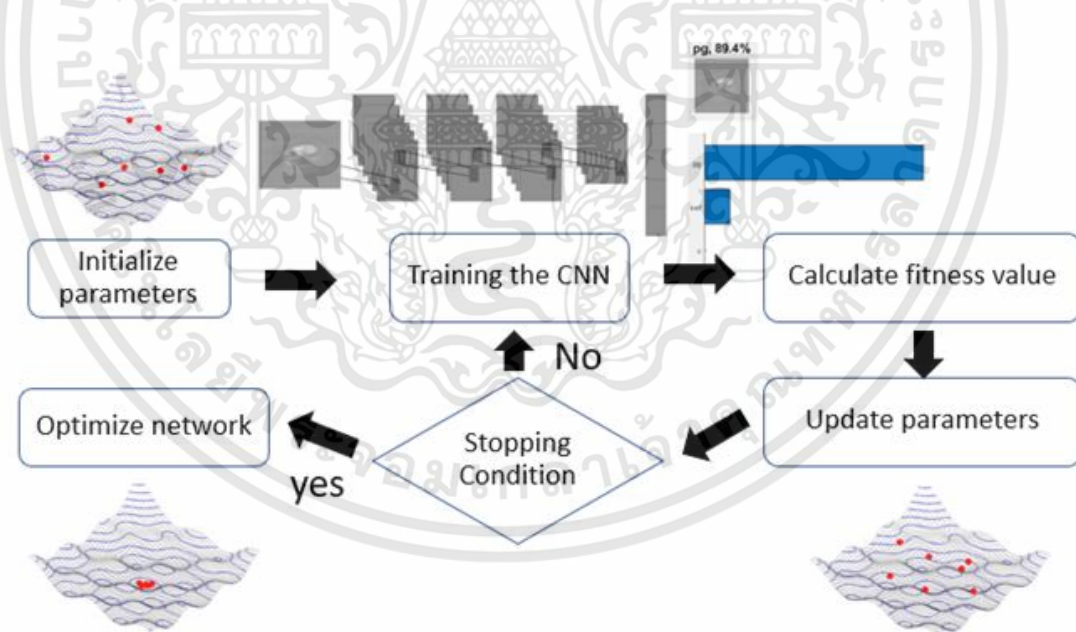 pg, 89.4%
Initialize
parameters
Training the CNN
Calculate fitness value
No
Optimize network
Stopping
Condition
Update parameters
yes